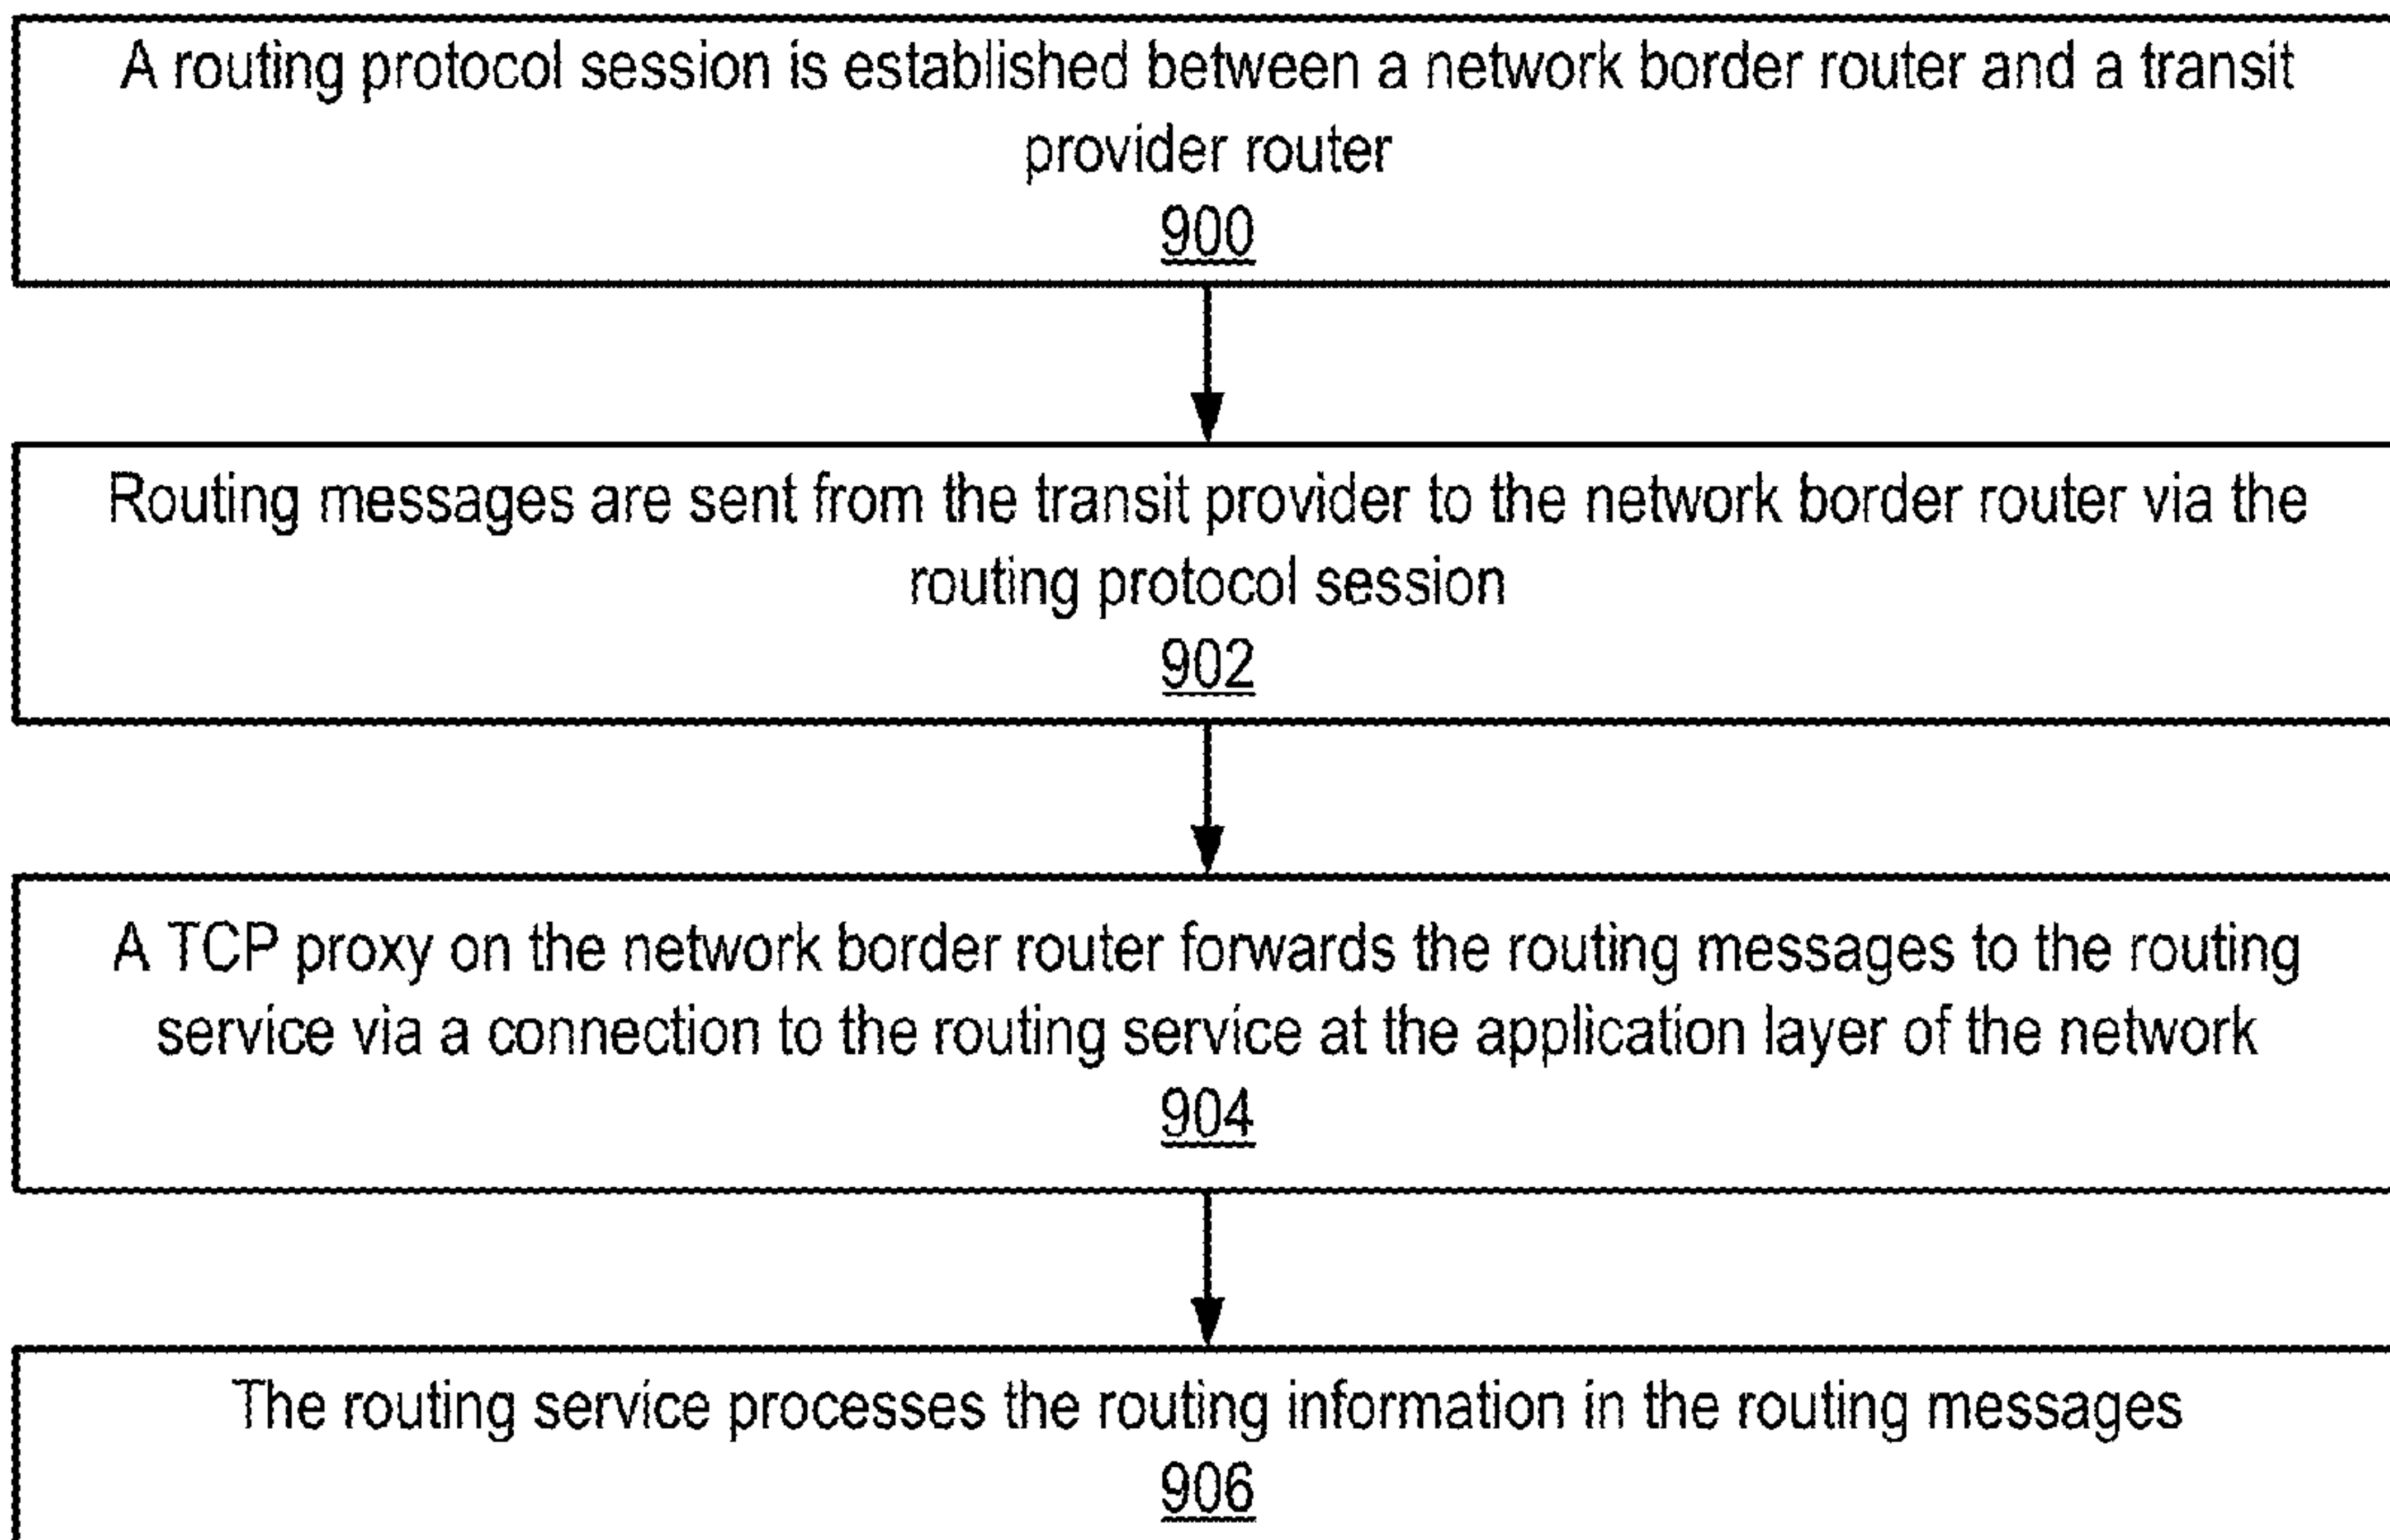 A routing protocol session is established between a network border router and a transit
provider router
900
Routing messages are sent from the transit provider to the network border router via the
routing protocol session
902
A TCP proxy on the network border router forwards the routing messages to the routing
service via a connection to the routing service at the application layer of the network
904
The routing service processes the routing information in the routing messages
906